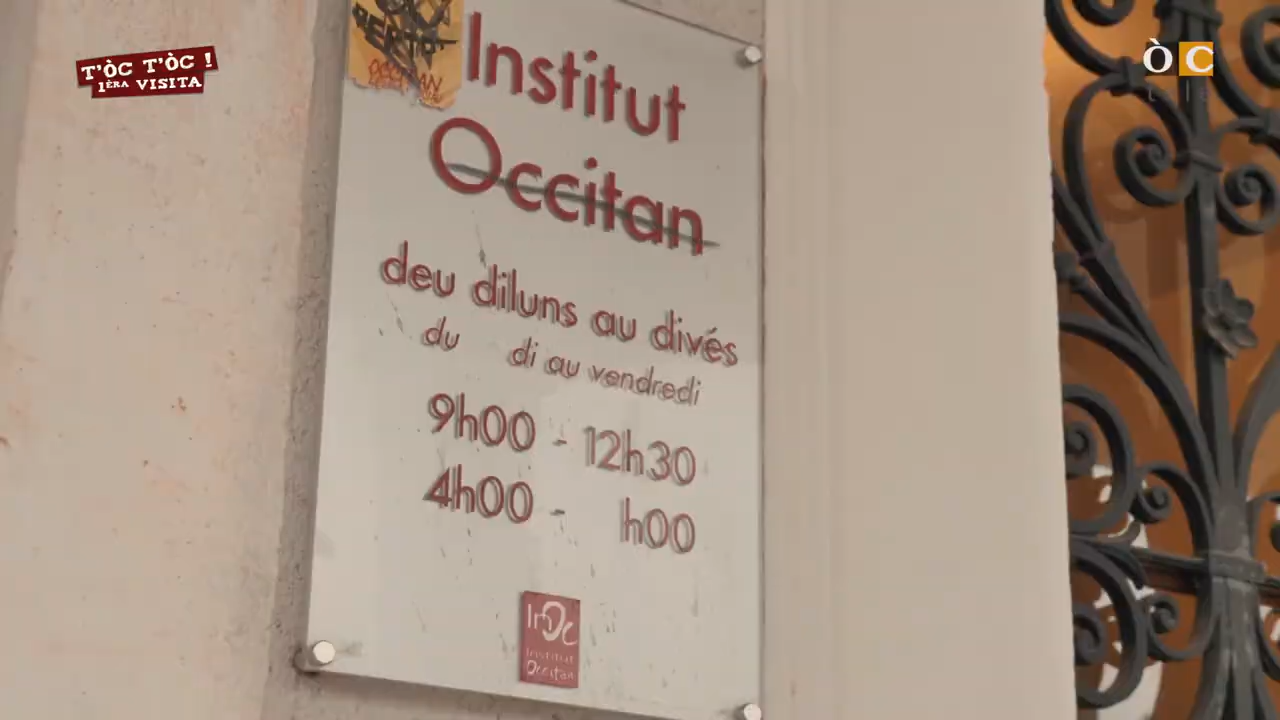 T'ÒC T'ÒC !
1ÈRA VISITA
Òc
Institut
Occitan
deu diluns au divés
du di au vendredi
9h00 - 12h30
4h00 - h00
InOc
Institut
Occitan